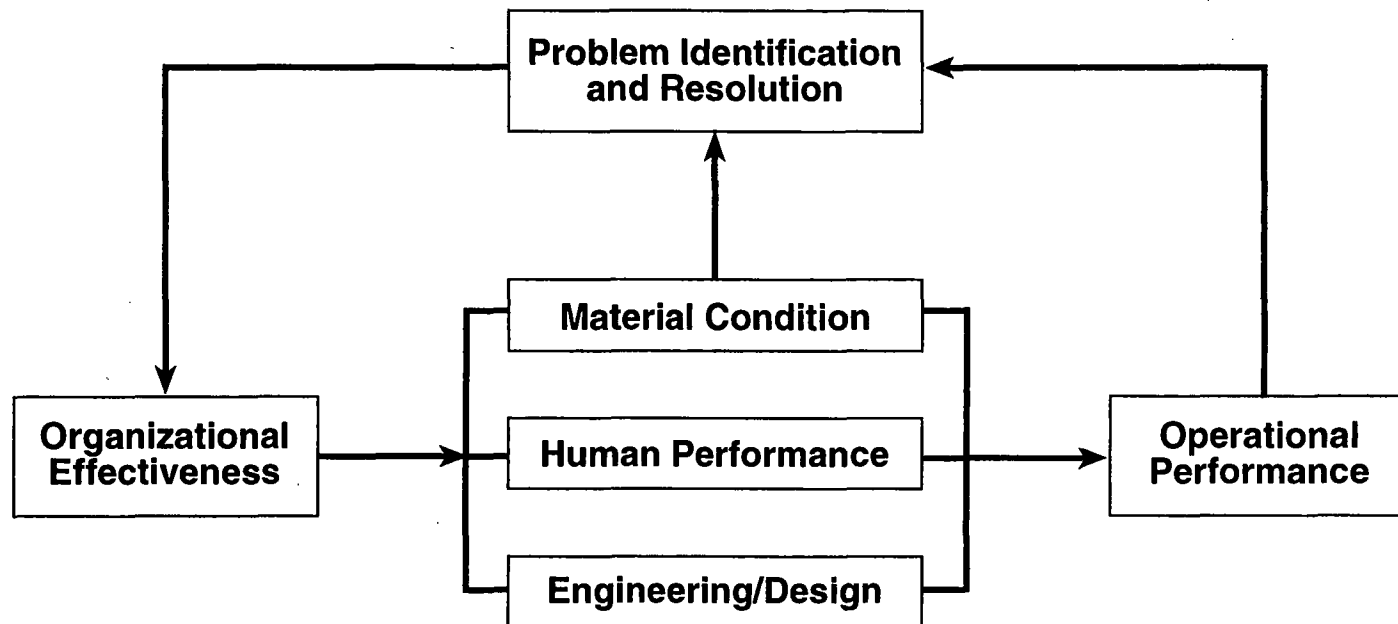 Problem Identification
and Resolution
Material Condition
Organizational
Effectiveness
Human Performance
Operational
Performance
Engineering/Design